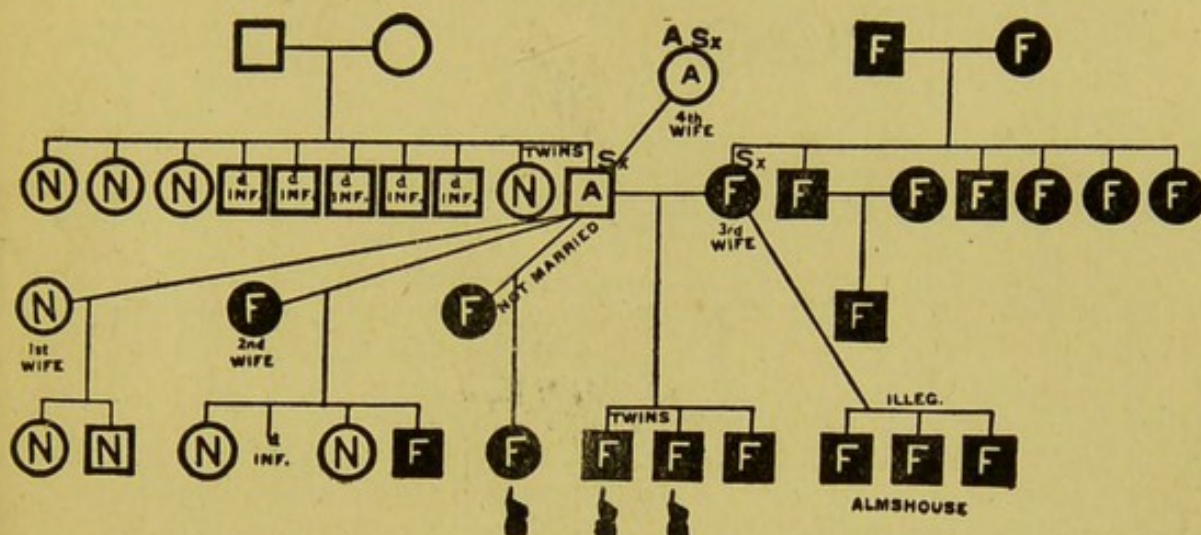 A Sx
F F
A
4th
WIFE
TWINS Sx Sx
N N N d INF. d INF. d INF. d INF. d INF. N A F F F F F F F
3rd
WIFE
NOT MARRIED
N F F F
1st
WIFE
2nd
WIFE
TWINS ILLEG.
N N N d INF. N F F F F F F F F
ALMSHOUSE